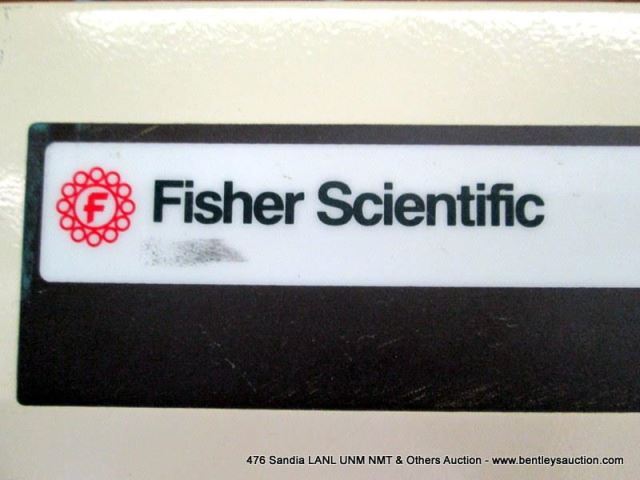 F Fisher Scientific
476 Sandia LANL UNM NMT & Others Auction - www.bentleysauction.com